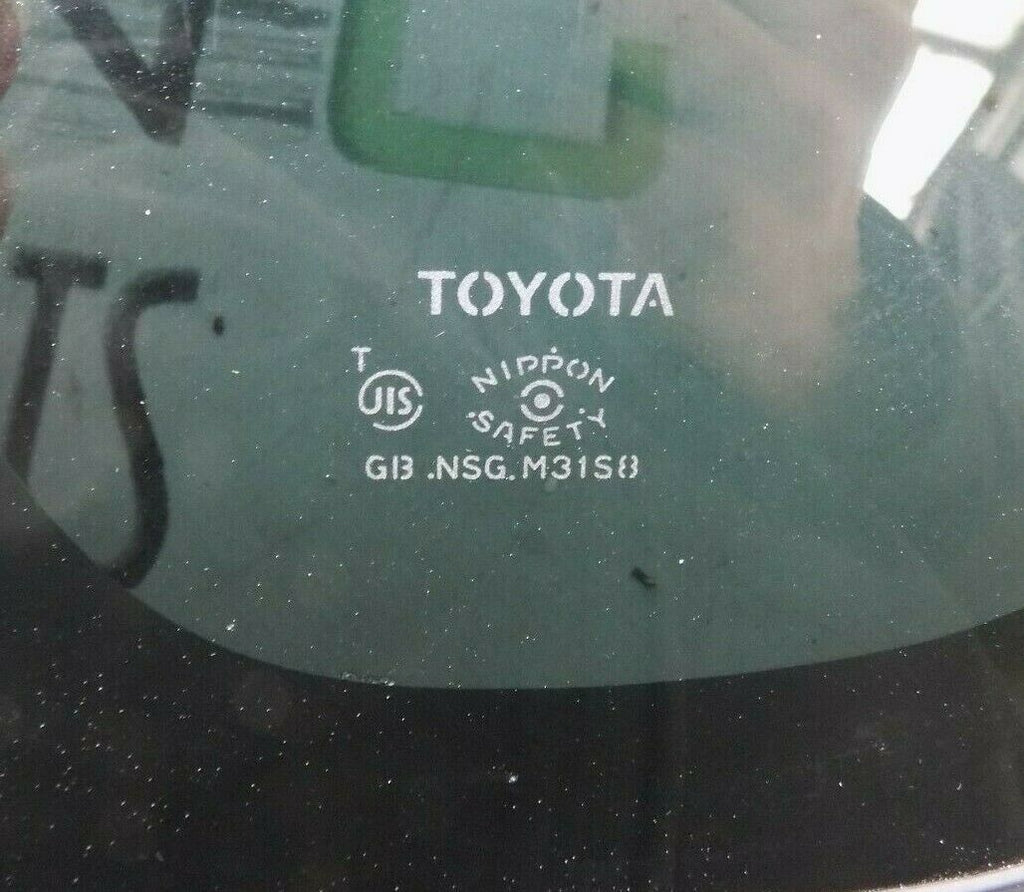 TOYOTA
T
JIS
NIPPON
SAFETY
GB .NSG.M31S8